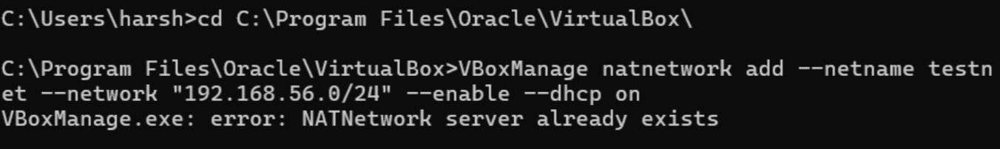 C:\Users\harsh>cd C:\Program Files\Oracle\VirtualBox\
C:\Program Files\Oracle\VirtualBox>VBoxManage natnetwork add --netname testn
et --network "192.168.56.0/24" --enable --dhcp on
VBoxManage.exe: error: NATNetwork server already exists